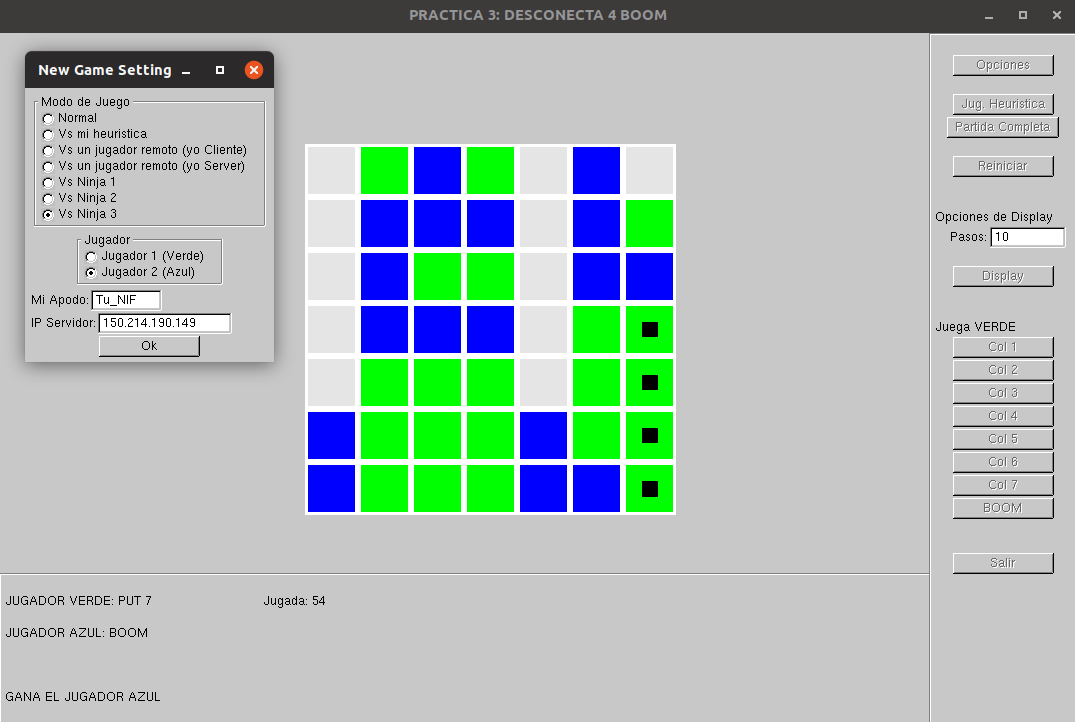 PRACTICA 3: DESCONECTA 4 BOOM
New Game Setting
Modo de Juego
Normal
Vs mi heuristica
Vs un jugador remoto (yo Cliente)
Vs un jugador remoto (yo Server)
Vs Ninja 1
Vs Ninja 2
Vs Ninja 3
Jugador
Jugador 1 (Verde)
Jugador 2 (Azul)
Mi Apodo: Tu_NIF
IP Servidor: 150.214.190.149
Ok
Opciones
Jug. Heuristica
Partida Completa
Reiniciar
Opciones de Display
Pasos: 10
Display
Juega VERDE
Col 1
Col 2
Col 3
Col 4
Col 5
Col 6
Col 7
BOOM
Salir
JUGADOR VERDE: PUT 7 Jugada: 54
JUGADOR AZUL: BOOM
GANA EL JUGADOR AZUL